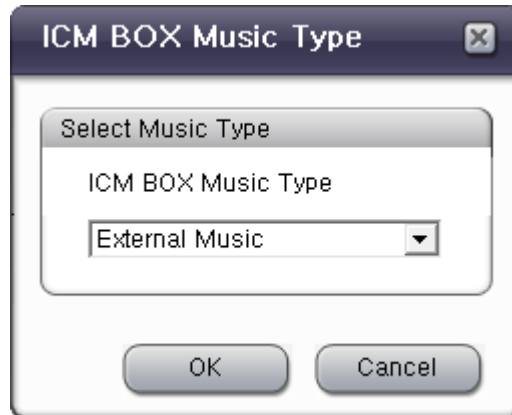 ICM BOX Music Type
Select Music Type
ICM BOX Music Type
External Music
OK Cancel